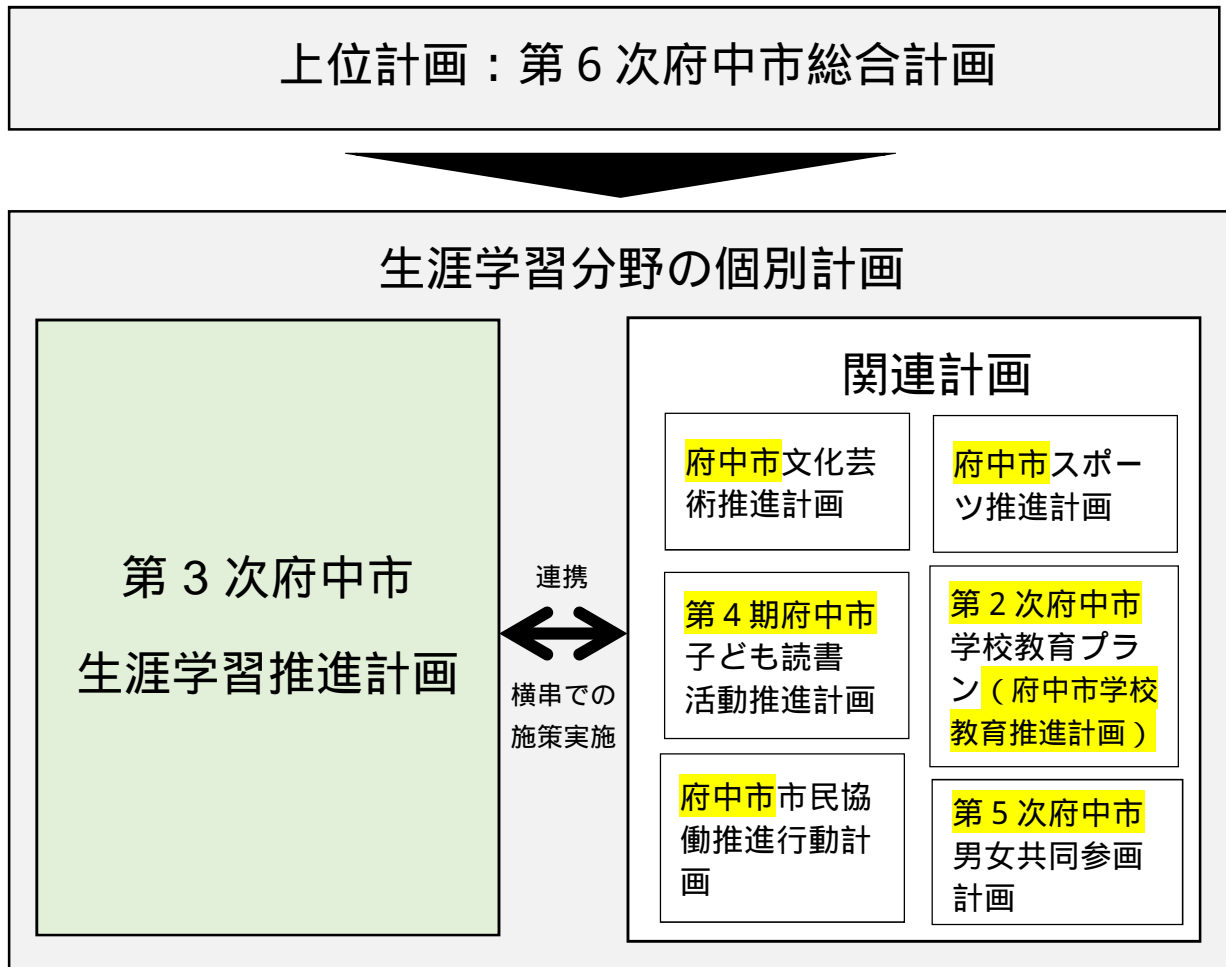 上位計画：第６次府中市総合計画
生涯学習分野の個別計画
第３次府中市
生涯学習推進計画
連携
横串での
施策実施
関連計画
府中市文化芸
術推進計画
府中市スポー
ツ推進計画
第４期府中市
子ども読書
活動推進計画
第２次府中市
学校教育プラ
ン（府中市学校
教育推進計画）
府中市市民協
働推進行動計
画
第５次府中市
男女共同参画
計画